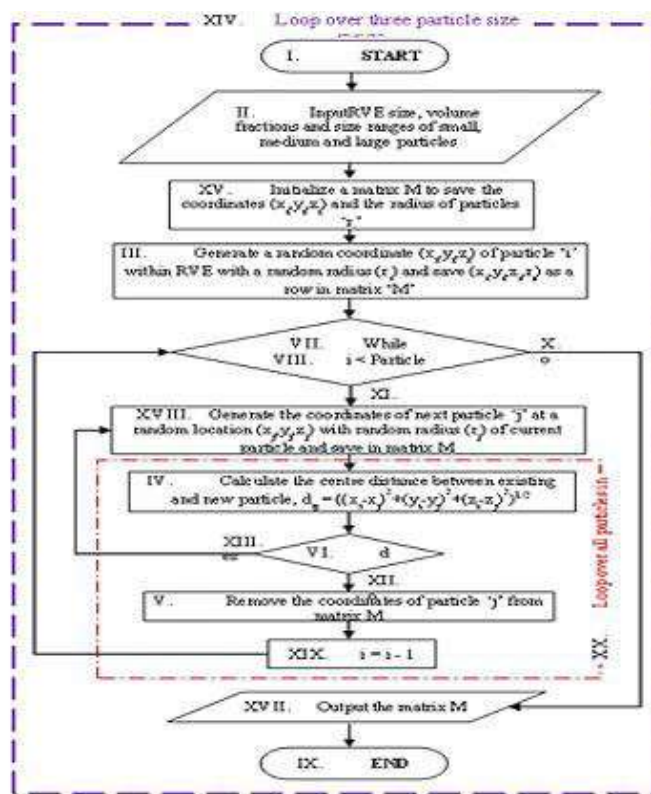 XIV. Loop over three particle size
I. START
II. InputRVE size, volume
fractions and size ranges of small,
medium and large particles
XV. Initialize a matrix M to save the
coordinates (x,y,z) and the radius of particles
"r"
III. Generate a random coordinate (x,y,z) of particle "i"
within RVE with a random radius (r) and save (x,y,z,r) as a
row in matrix "M"
VII. While
VIII. i < Particle
X.
o
XI.
XVIII. Generate the coordinates of next particle "j" at a
random location (x,y,z) with random radius (r) of current
particle and save in matrix M
IV. Calculate the centre distance between existing
and new particle, d = ((x-x)²+(y-y)²+(z-z)²)
XIII
es
VI. d
XII.
V. Remove the coordinates of particle "j" from
matrix M
XIX. i = i - 1
XX. Loop over all particles in
XVII. Output the matrix M
IX. END